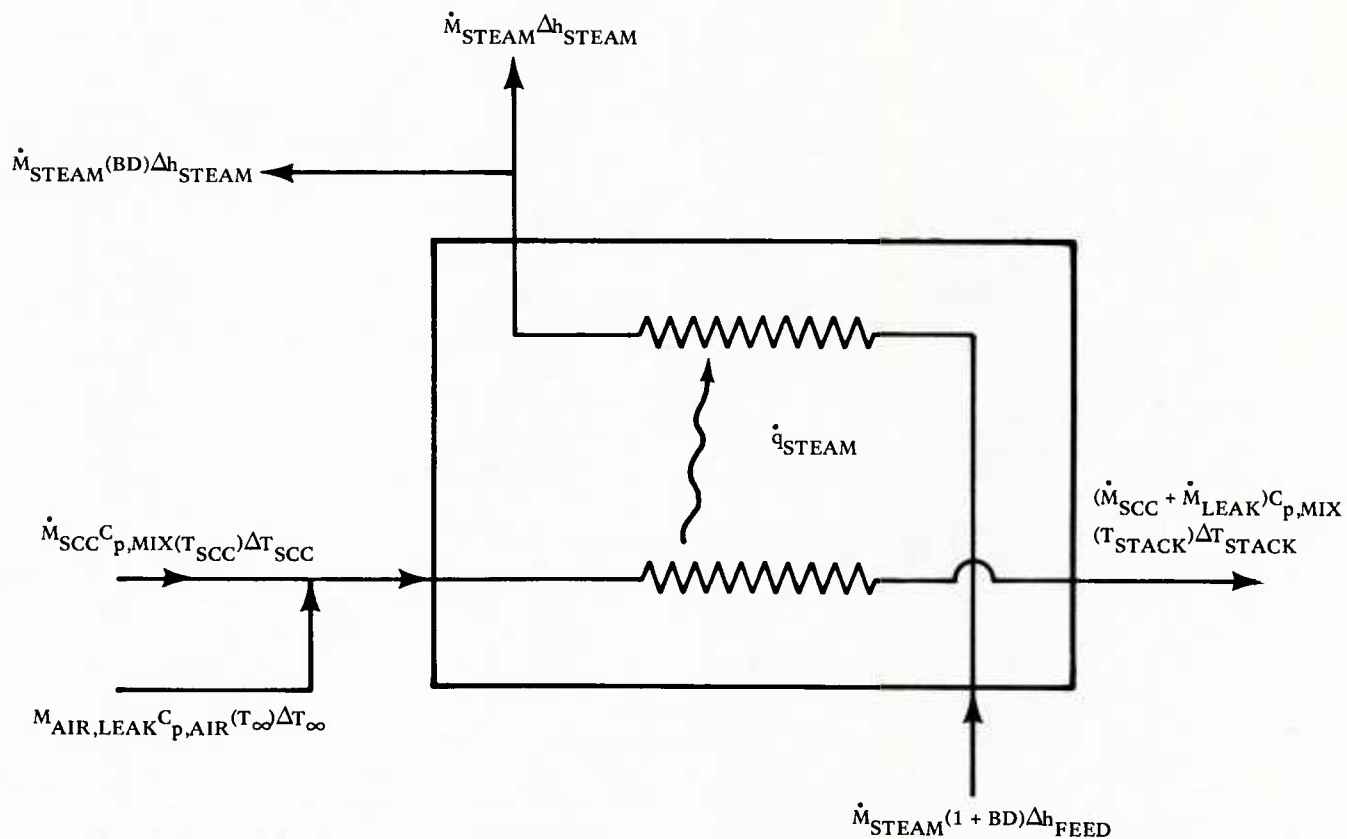 ṀSTEAMΔhSTEAM
ṀSTEAM(BD)ΔhSTEAM
q̇STEAM
(ṀSCC + ṀLEAK)Cp,MIX
(TSTACK)ΔTSTACK
ṀSCCCp,MIX(TSCC)ΔTSCC
MAIR,LEAKCp,AIR(T∞)ΔT∞
ṀSTEAM(1 + BD)ΔhFEED